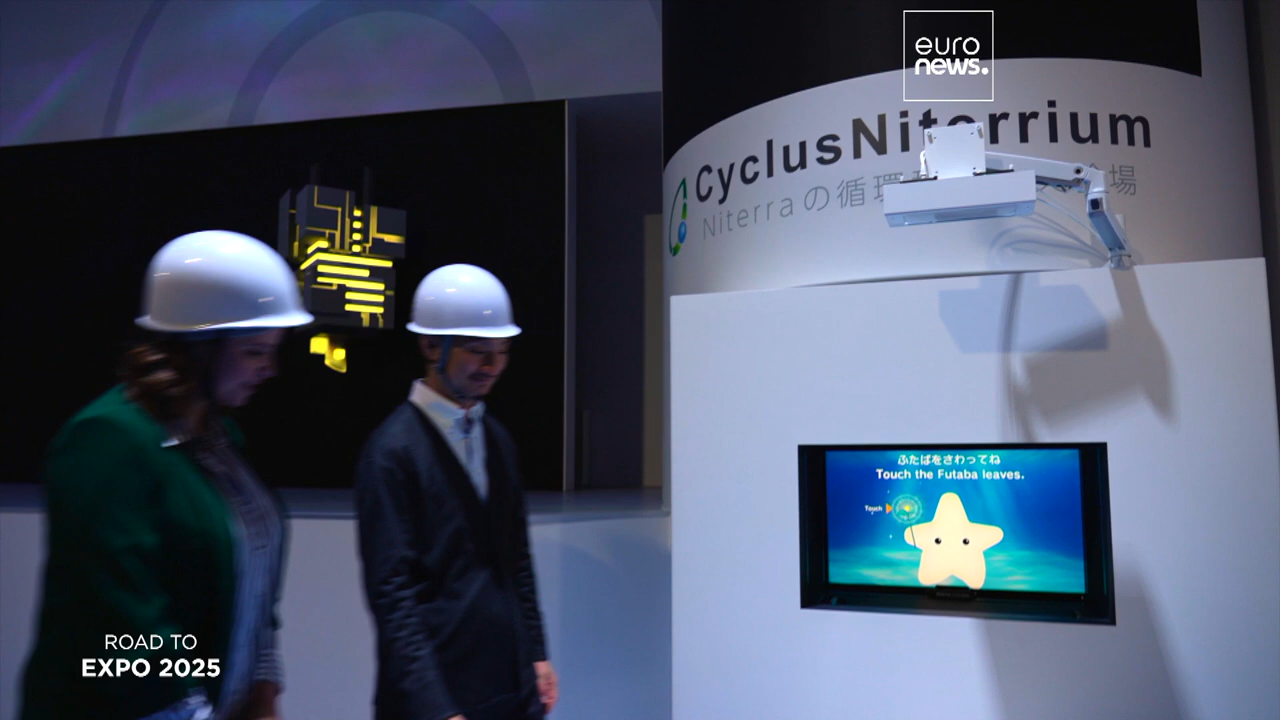 euro
news.
CyclusNiterrium
Niterraの循環
場
ふたばをさわってね
Touch the Futaba leaves.
Touch
ROAD TO
EXPO 2025